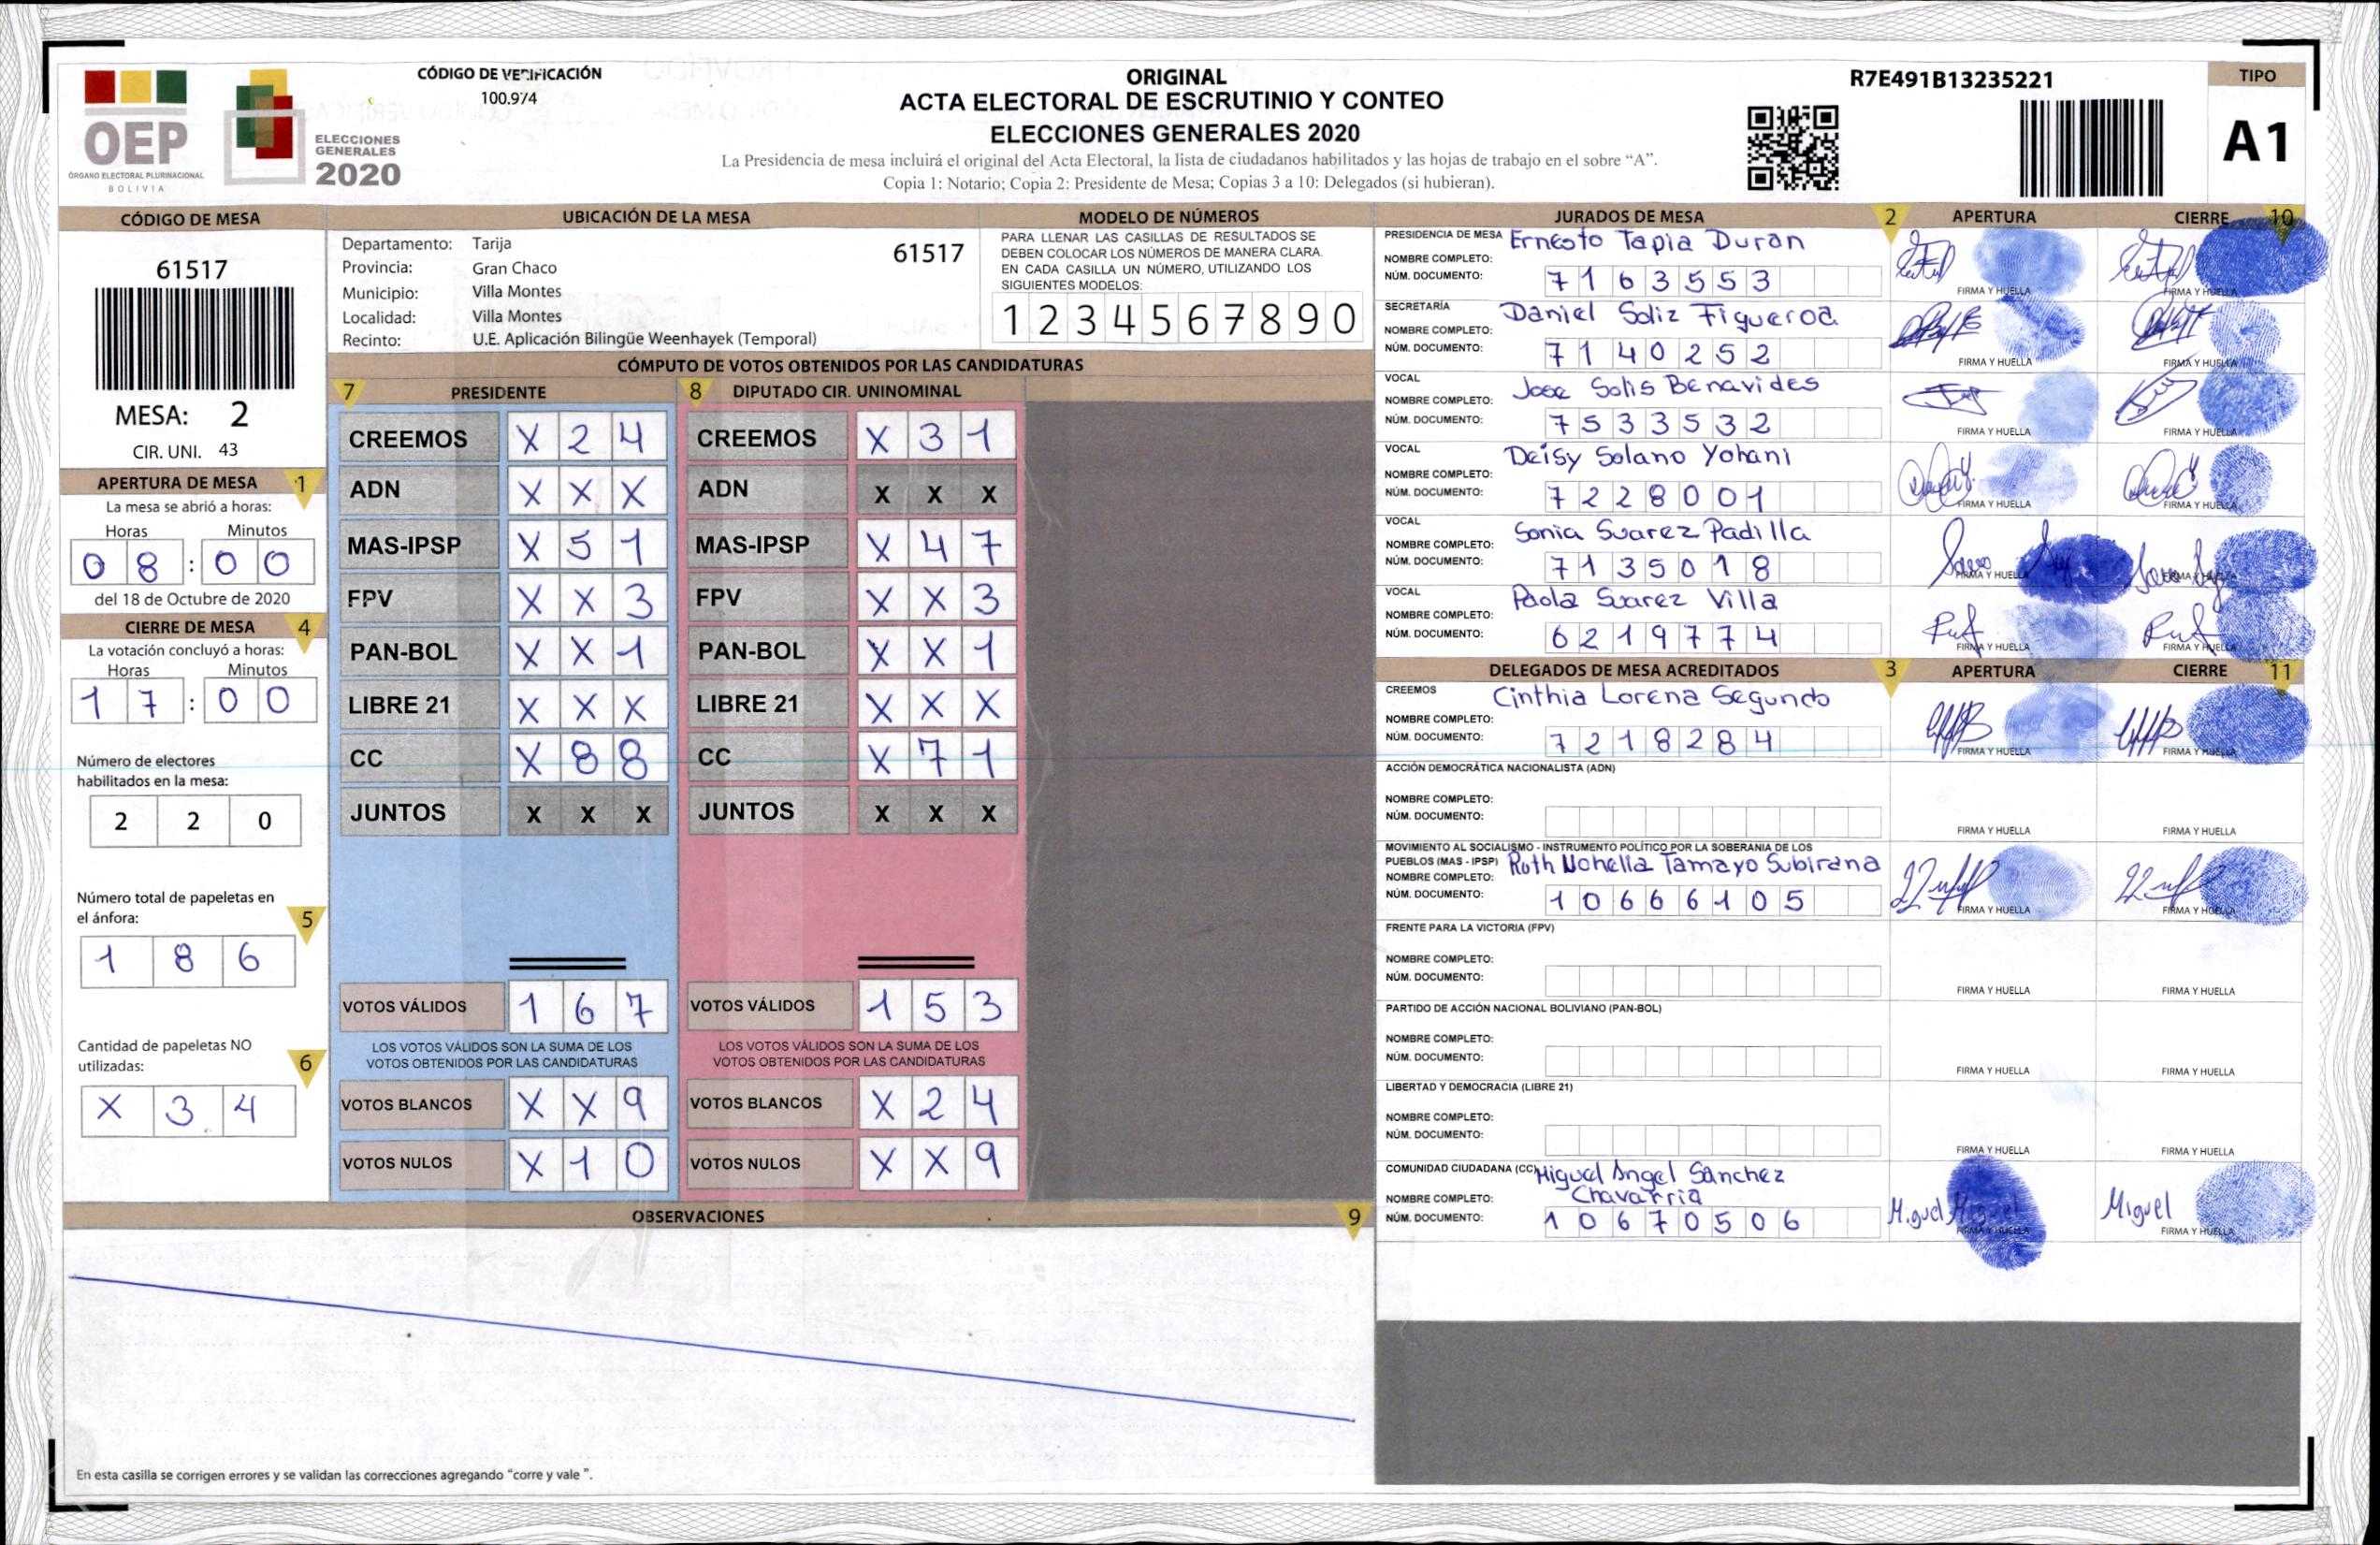 OEP
ÓRGANO ELECTORAL PLURINACIONAL
BOLIVIA
ELECCIONES
GENERALES
2020
CÓDIGO DE VERIFICACIÓN
100.974
ORIGINAL
ACTA ELECTORAL DE ESCRUTINIO Y CONTEO
ELECCIONES GENERALES 2020
La Presidencia de mesa incluirá el original del Acta Electoral, la lista de ciudadanos habilitados y las hojas de trabajo en el sobre “A”.
Copia 1: Notario; Copia 2: Presidente de Mesa; Copias 3 a 10: Delegados (si hubieran).
R7E491B13235221
TIPO
A1
CÓDIGO DE MESA
61517
MESA: 2
CIR. UNI. 43
APERTURA DE MESA 1
La mesa se abrió a horas:
Horas Minutos
0 8 : 0 0
del 18 de Octubre de 2020
CIERRE DE MESA 4
La votación concluyó a horas:
Horas Minutos
1 7 : 0 0
Número de electores
habilitados en la mesa:
2 2 0
Número total de papeletas en
el ánfora: 5
1 8 6
Cantidad de papeletas NO
utilizadas: 6
X 3 4
UBICACIÓN DE LA MESA
Departamento: Tarija 61517
Provincia: Gran Chaco
Municipio: Villa Montes
Localidad: Villa Montes
Recinto: U.E. Aplicación Bilingüe Weenhayek (Temporal)
MODELO DE NÚMEROS
PARA LLENAR LAS CASILLAS DE RESULTADOS SE
DEBEN COLOCAR LOS NÚMEROS DE MANERA CLARA.
EN CADA CASILLA UN NÚMERO, UTILIZANDO LOS
SIGUIENTES MODELOS:
1 2 3 4 5 6 7 8 9 0
CÓMPUTO DE VOTOS OBTENIDOS POR LAS CANDIDATURAS
7 PRESIDENTE
CREEMOS X 2 4
ADN X X X
MAS-IPSP X 5 1
FPV X X 3
PAN-BOL X X 1
LIBRE 21 X X X
CC X 8 8
JUNTOS X X X
VOTOS VÁLIDOS 1 6 7
LOS VOTOS VÁLIDOS SON LA SUMA DE LOS
VOTOS OBTENIDOS POR LAS CANDIDATURAS
VOTOS BLANCOS X X 9
VOTOS NULOS X 1 0
8 DIPUTADO CIR. UNINOMINAL
CREEMOS X 3 1
ADN X X X
MAS-IPSP X 4 7
FPV X X 3
PAN-BOL X X 1
LIBRE 21 X X X
CC X 7 1
JUNTOS X X X
VOTOS VÁLIDOS 1 5 3
LOS VOTOS VÁLIDOS SON LA SUMA DE LOS
VOTOS OBTENIDOS POR LAS CANDIDATURAS
VOTOS BLANCOS X 2 4
VOTOS NULOS X X 9
OBSERVACIONES 9
En esta casilla se corrigen errores y se validan las correcciones agregando “corre y vale ”.
JURADOS DE MESA 2 APERTURA CIERRE 10
PRESIDENCIA DE MESA Ernesto Tapia Duran
NOMBRE COMPLETO:
NÚM. DOCUMENTO: 7 1 6 3 5 5 3
FIRMA Y HUELLA FIRMA Y HUELLA
SECRETARÍA Daniel Soliz Figueroa
NOMBRE COMPLETO:
NÚM. DOCUMENTO: 7 1 4 0 2 5 2
FIRMA Y HUELLA FIRMA Y HUELLA
VOCAL Jose Solis Benavides
NOMBRE COMPLETO:
NÚM. DOCUMENTO: 7 5 3 3 5 3 2
FIRMA Y HUELLA FIRMA Y HUELLA
VOCAL Deisy Solano Yohani
NOMBRE COMPLETO:
NÚM. DOCUMENTO: 7 2 2 8 0 0 1
FIRMA Y HUELLA FIRMA Y HUELLA
VOCAL Sonia Suarez Padilla
NOMBRE COMPLETO:
NÚM. DOCUMENTO: 7 1 3 5 0 1 8
FIRMA Y HUELLA FIRMA Y HUELLA
VOCAL Paola Suarez Villa
NOMBRE COMPLETO:
NÚM. DOCUMENTO: 6 2 1 9 7 7 4
FIRMA Y HUELLA FIRMA Y HUELLA
DELEGADOS DE MESA ACREDITADOS 3 APERTURA CIERRE 11
CREEMOS Cinthia Lorena Segundo
NOMBRE COMPLETO:
NÚM. DOCUMENTO: 7 2 1 8 2 8 4
FIRMA Y HUELLA FIRMA Y HUELLA
ACCIÓN DEMOCRÁTICA NACIONALISTA (ADN)
NOMBRE COMPLETO:
NÚM. DOCUMENTO:
FIRMA Y HUELLA FIRMA Y HUELLA
MOVIMIENTO AL SOCIALISMO - INSTRUMENTO POLÍTICO POR LA SOBERANIA DE LOS
PUEBLOS (MAS - IPSP) Ruth Nohelia Tamayo Subirana
NOMBRE COMPLETO:
NÚM. DOCUMENTO: 1 0 6 6 6 1 0 5
FIRMA Y HUELLA FIRMA Y HUELLA
FRENTE PARA LA VICTORIA (FPV)
NOMBRE COMPLETO:
NÚM. DOCUMENTO:
FIRMA Y HUELLA FIRMA Y HUELLA
PARTIDO DE ACCIÓN NACIONAL BOLIVIANO (PAN-BOL)
NOMBRE COMPLETO:
NÚM. DOCUMENTO:
FIRMA Y HUELLA FIRMA Y HUELLA
LIBERTAD Y DEMOCRACIA (LIBRE 21)
NOMBRE COMPLETO:
NÚM. DOCUMENTO:
FIRMA Y HUELLA FIRMA Y HUELLA
COMUNIDAD CIUDADANA (CC) Miguel Angel Sanchez
NOMBRE COMPLETO: Chavarria
NÚM. DOCUMENTO: 1 0 6 7 0 5 0 6
Miguel Miguel
FIRMA Y HUELLA FIRMA Y HUELLA